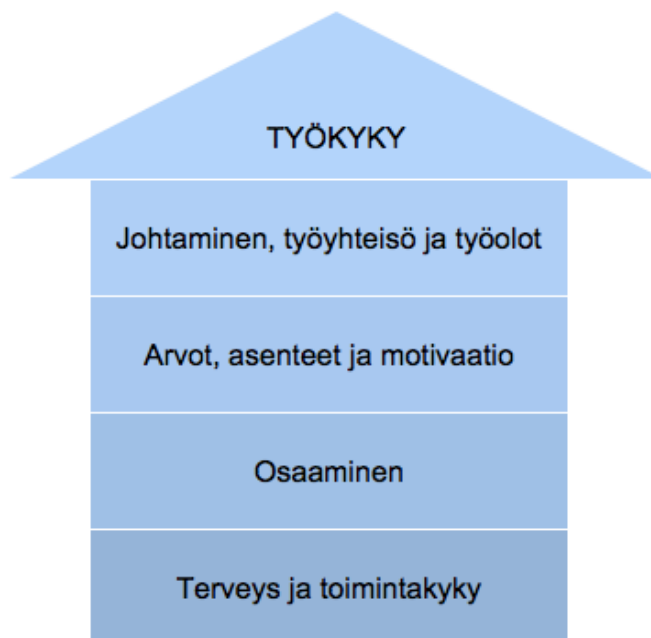 TYÖKYKY
Johtaminen, työyhteisö ja työolot
Arvot, asenteet ja motivaatio
Osaaminen
Terveys ja toimintakyky